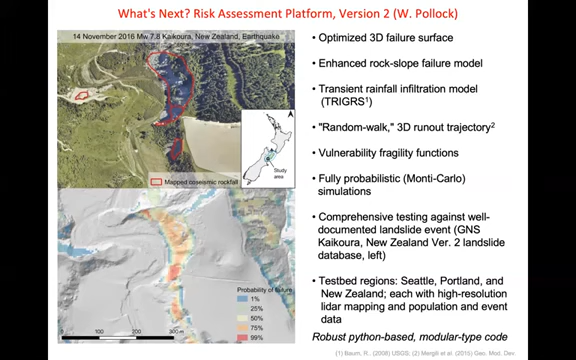 What's Next? Risk Assessment Platform, Version 2 (W. Pollock)
14 November 2016 Mw 7.8 Kaikoura, New Zealand, Earthquake
Study
area
Mapped coseismic rockfall
Probability of failure
1%
25%
50%
75%
99%
0 150 300 m
• Optimized 3D failure surface
• Enhanced rock-slope failure model
• Transient rainfall infiltration model
(TRIGRS1)
• "Random-walk," 3D runout trajectory2
• Vulnerability fragility functions
• Fully probabilistic (Monti-Carlo)
simulations
• Comprehensive testing against well-
documented landslide event (GNS
Kaikoura, New Zealand Ver. 2 landslide
database, left)
• Testbed regions: Seattle, Portland, and
New Zealand; each with high-resolution
lidar mapping and population and event
data
Robust python-based, modular-type code
(1) Baum, R. (2008) USGS; (2) Mergili et al. (2015) Geo. Mod. Dev.